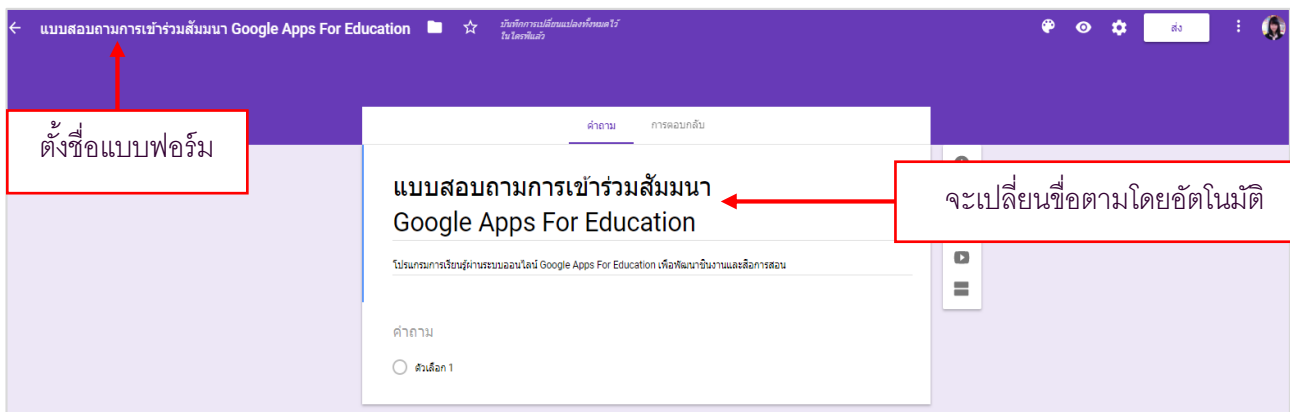 แบบสอบถามการเข้าร่วมสัมมนา Google Apps For Education
บันทึกการเปลี่ยนแปลงทั้งหมดไว้
ในไดรฟ์แล้ว
ส่ง
ตั้งชื่อแบบฟอร์ม
คำถาม การตอบกลับ
แบบสอบถามการเข้าร่วมสัมมนา
Google Apps For Education
จะเปลี่ยนชื่อตามโดยอัตโนมัติ
โปรแกรมการเรียนรู้ผ่านระบบออนไลน์ Google Apps For Education เพื่อพัฒนาชิ้นงานและสื่อการสอน
คำถาม
ตัวเลือก 1